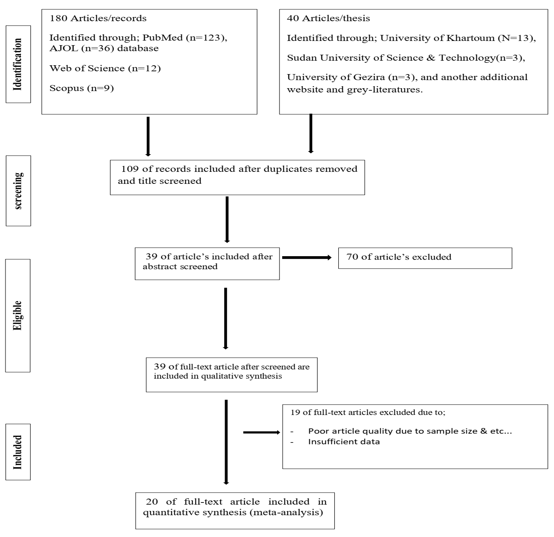 180 Articles/records
Identified through; PubMed (n=123),
AJOL (n=36) database
Web of Science (n=12)
Scopus (n=9)
40 Articles/thesis
Identified through; University of Khartoum (N=13),
Sudan University of Science & Technology(n=3),
University of Gezira (n=3), and another additional
website and grey-literatures.
Identification
109 of records included after duplicates removed
and title screened
screening
39 of article's included after
abstract screened
70 of article's excluded
Eligible
39 of full-text article after screened are
included in qualitative synthesis
19 of full-text articles excluded due to;
- Poor article quality due to sample size & etc...
- Insufficient data
Included
20 of full-text article included in
quantitative synthesis (meta-analysis)